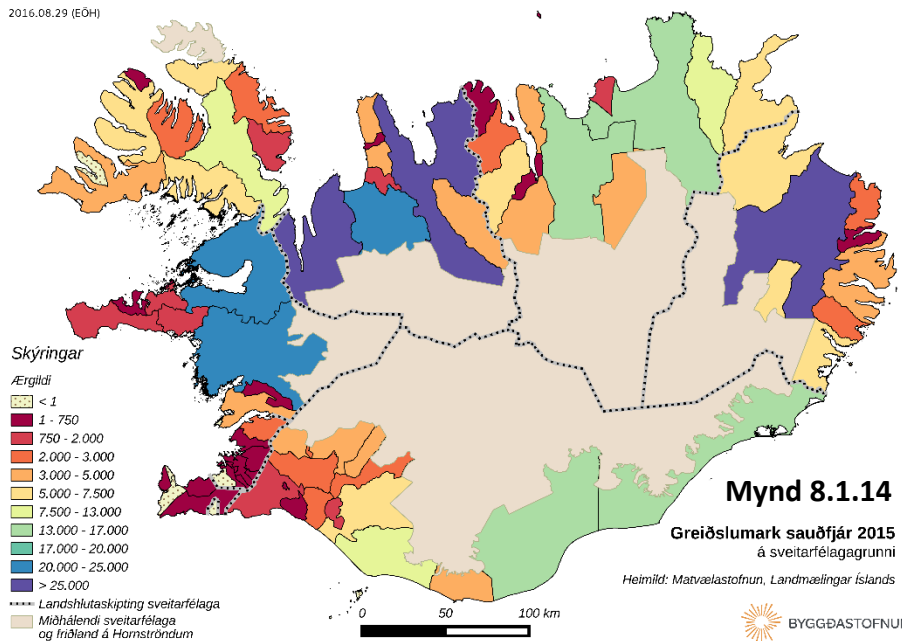 2016.08.29 (EÖH)
Skýringar
Ærgildi
< 1
1 - 750
750 - 2.000
2.000 - 3.000
3.000 - 5.000
5.000 - 7.500
7.500 - 13.000
13.000 - 17.000
17.000 - 20.000
20.000 - 25.000
> 25.000
Landshlutaskipting sveitarfélaga
Miðhálendi sveitarfélaga
og friðland á Hornströndum
0 50 100 km
Mynd 8.1.14
Greiðslumark sauðfjár 2015
á sveitarfélagagrunni
Heimild: Matvælastofnun, Landmælingar Íslands
BYGGÐASTOFNUN